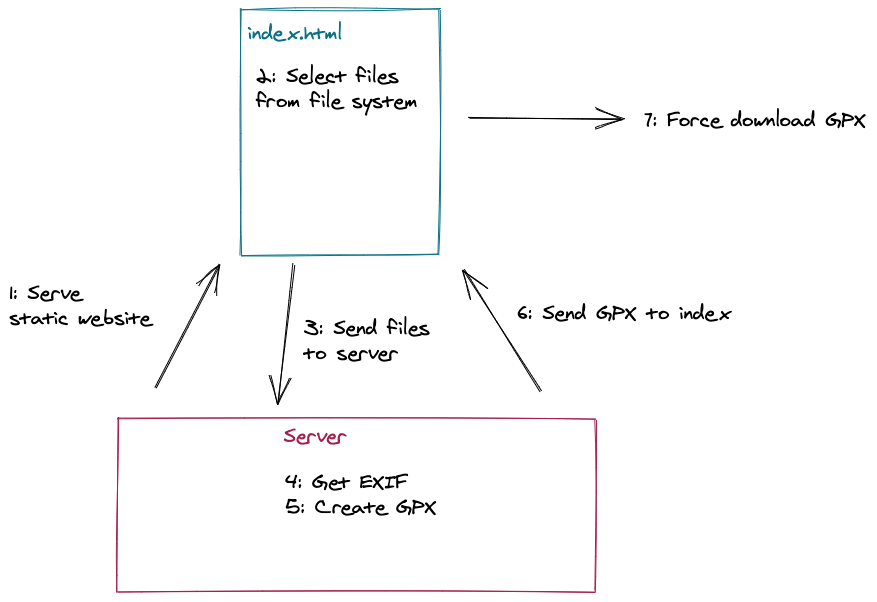 index.html
2: Select files
from file system
7: Force download GPX
1: Serve
static website
3: Send files
to server
6: Send GPX to index
Server
4: Get EXIF
5: Create GPX